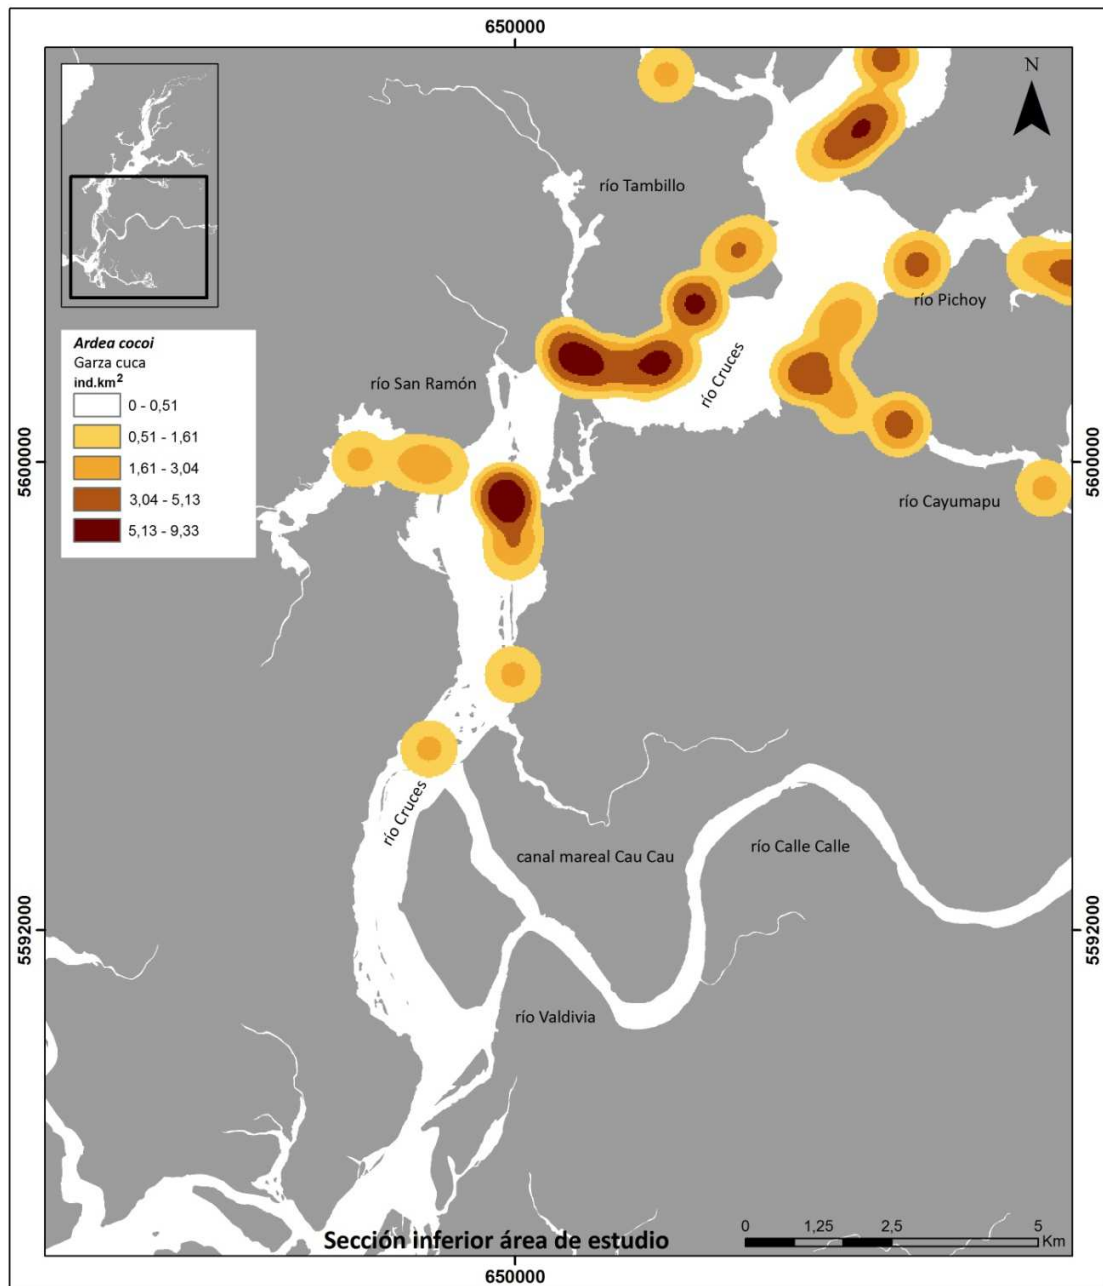 650000
N
río Tambillo
río Pichoy
Ardea cocoi
Garza cuca
ind.km²
0 - 0,51
0,51 - 1,61
1,61 - 3,04
3,04 - 5,13
5,13 - 9,33
río San Ramón
río Cruces
5600000
5600000
río Cayumapu
río Cruces
canal mareal Cau Cau
río Calle Calle
5592000
5592000
río Valdivia
Sección inferior área de estudio
0 1,25 2,5 5
Km
650000